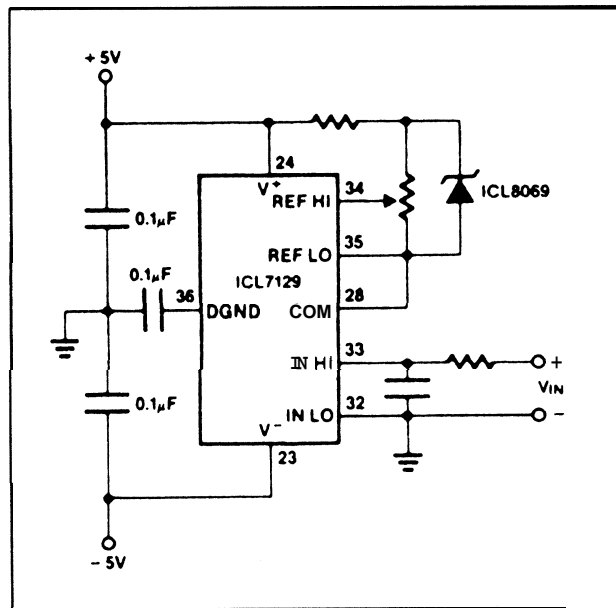 + 5V
24
V+
34
REF HI
ICL8069
0.1µF
35
REF LO
0.1µF
ICL7129
36
DGND
28
COM
33
IN HI
+
VIN
0.1µF
32
IN LO
-
V-
23
- 5V